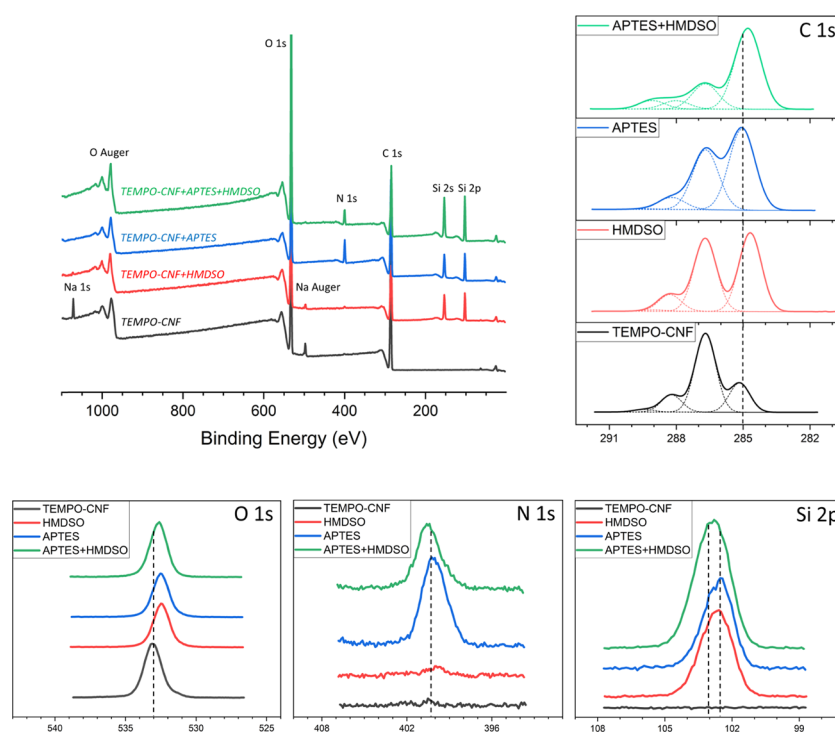 O 1s
O Auger
TEMPO-CNF+APTES+HMDSO
N 1s
C 1s
Si 2s
Si 2p
TEMPO-CNF+APTES
TEMPO-CNF+HMDSO
Na 1s
Na Auger
TEMPO-CNF
1000
800
600
400
200
Binding Energy (eV)
APTES+HMDSO
C 1s
APTES
HMDSO
TEMPO-CNF
291
288
285
282
TEMPO-CNF
HMDSO
APTES
APTES+HMDSO
O 1s
540
535
530
525
TEMPO-CNF
HMDSO
APTES
APTES+HMDSO
N 1s
408
402
396
TEMPO-CNF
HMDSO
APTES
APTES+HMDSO
Si 2p
108
105
102
99